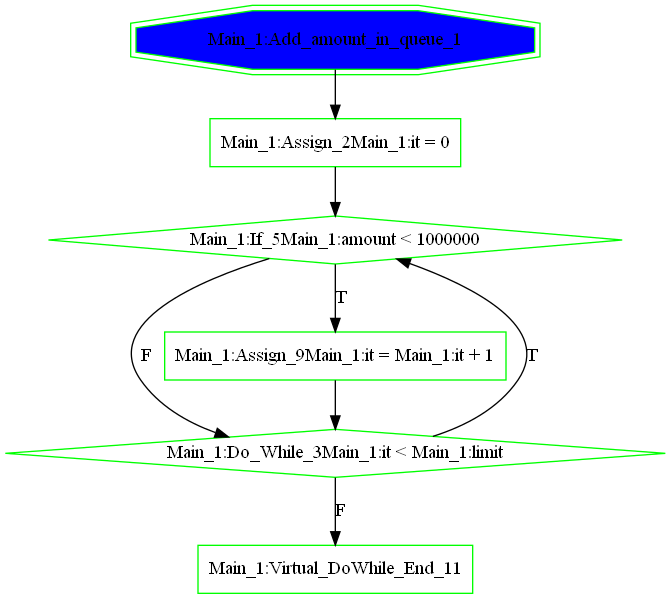 Main_1:Add_amount_in_queue_1
Main_1:Assign_2Main_1:it = 0
Main_1:If_5Main_1:amount < 1000000
T
F
Main_1:Assign_9Main_1:it = Main_1:it + 1
T
Main_1:Do_While_3Main_1:it < Main_1:limit
F
Main_1:Virtual_DoWhile_End_11